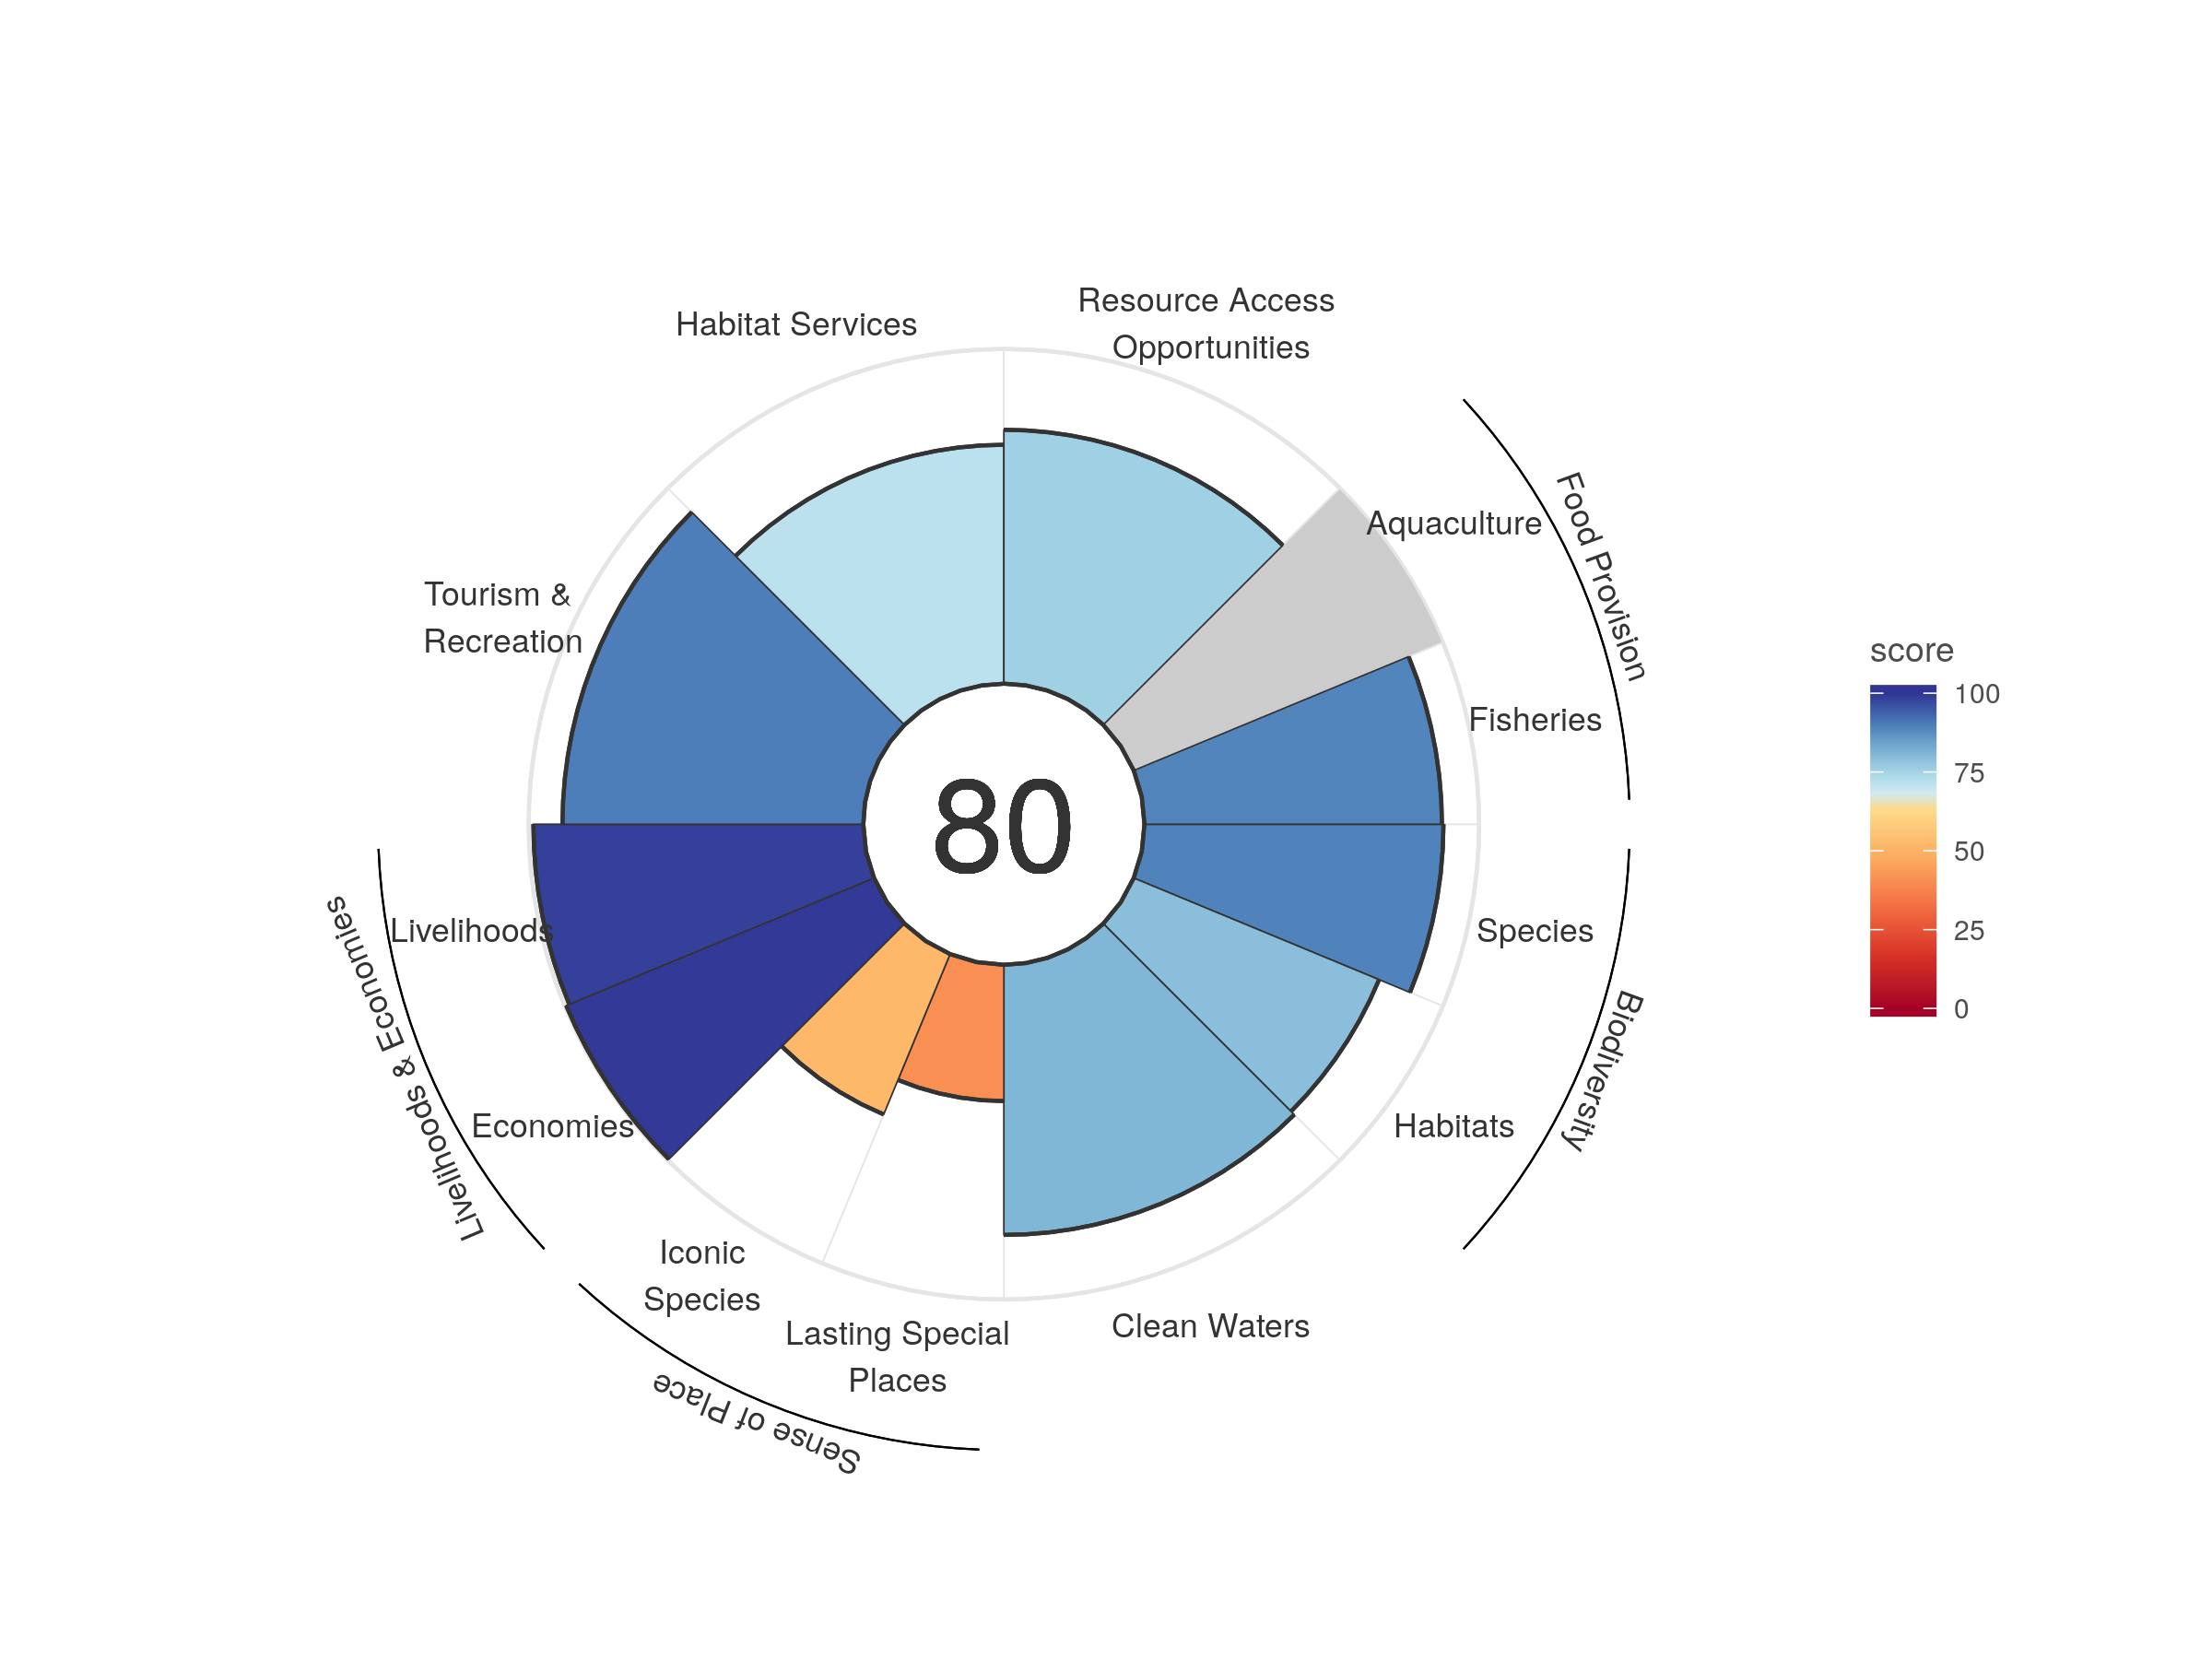 Resource Access
Opportunities
Habitat Services
Aquaculture
Food Provision
Tourism &
Recreation
Fisheries
score
100
75
50
25
0
80
Livelihoods
Species
Livelihoods & Economies
Biodiversity
Economies
Habitats
Iconic
Species
Lasting Special
Places
Clean Waters
Sense of Place